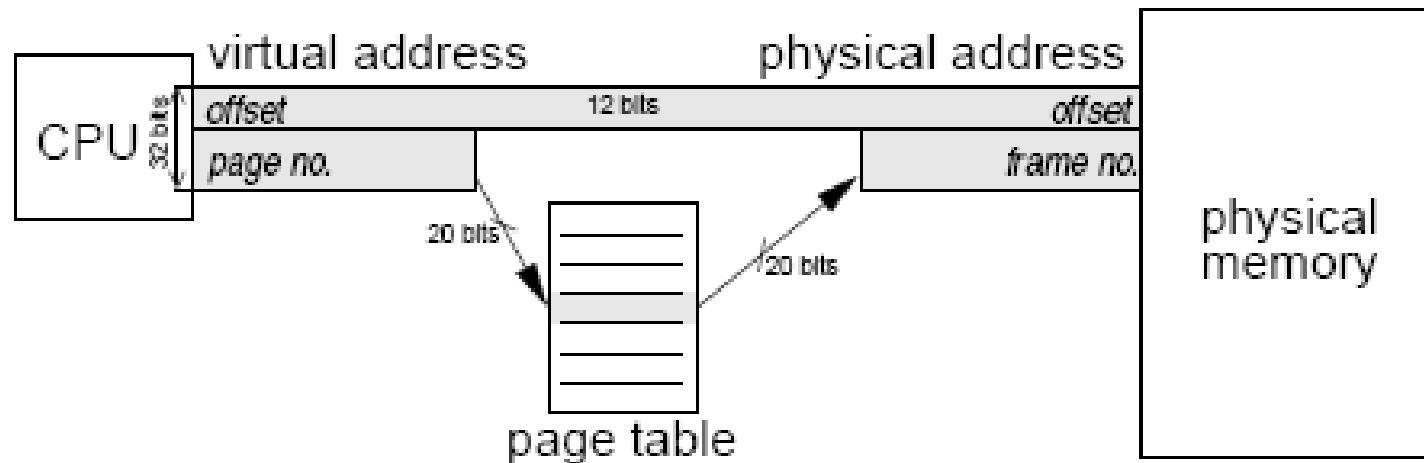 virtual address
physical address
CPU
32 bits
offset
12 bits
offset
page no.
frame no.
20 bits
20 bits
physical
memory
page table